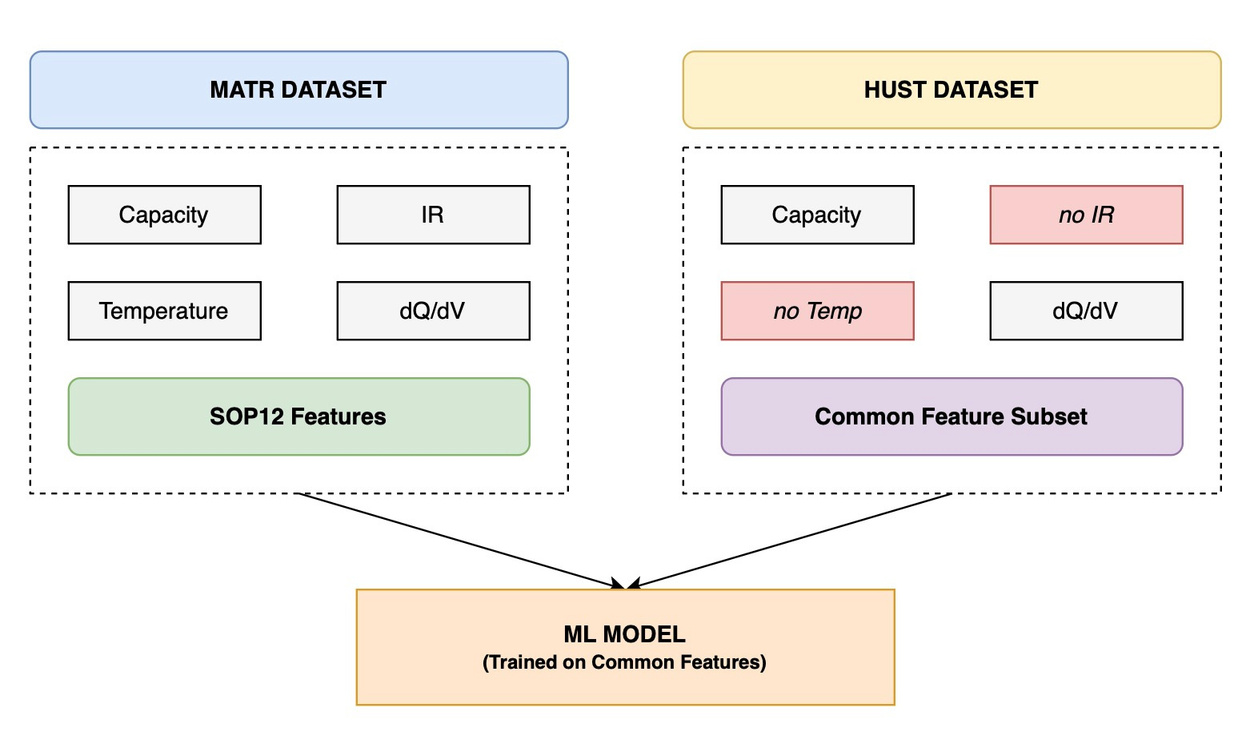 MATR DATASET
HUST DATASET
Capacity
IR
Temperature
dQ/dV
SOP12 Features
Capacity
no IR
no Temp
dQ/dV
Common Feature Subset
ML MODEL
(Trained on Common Features)